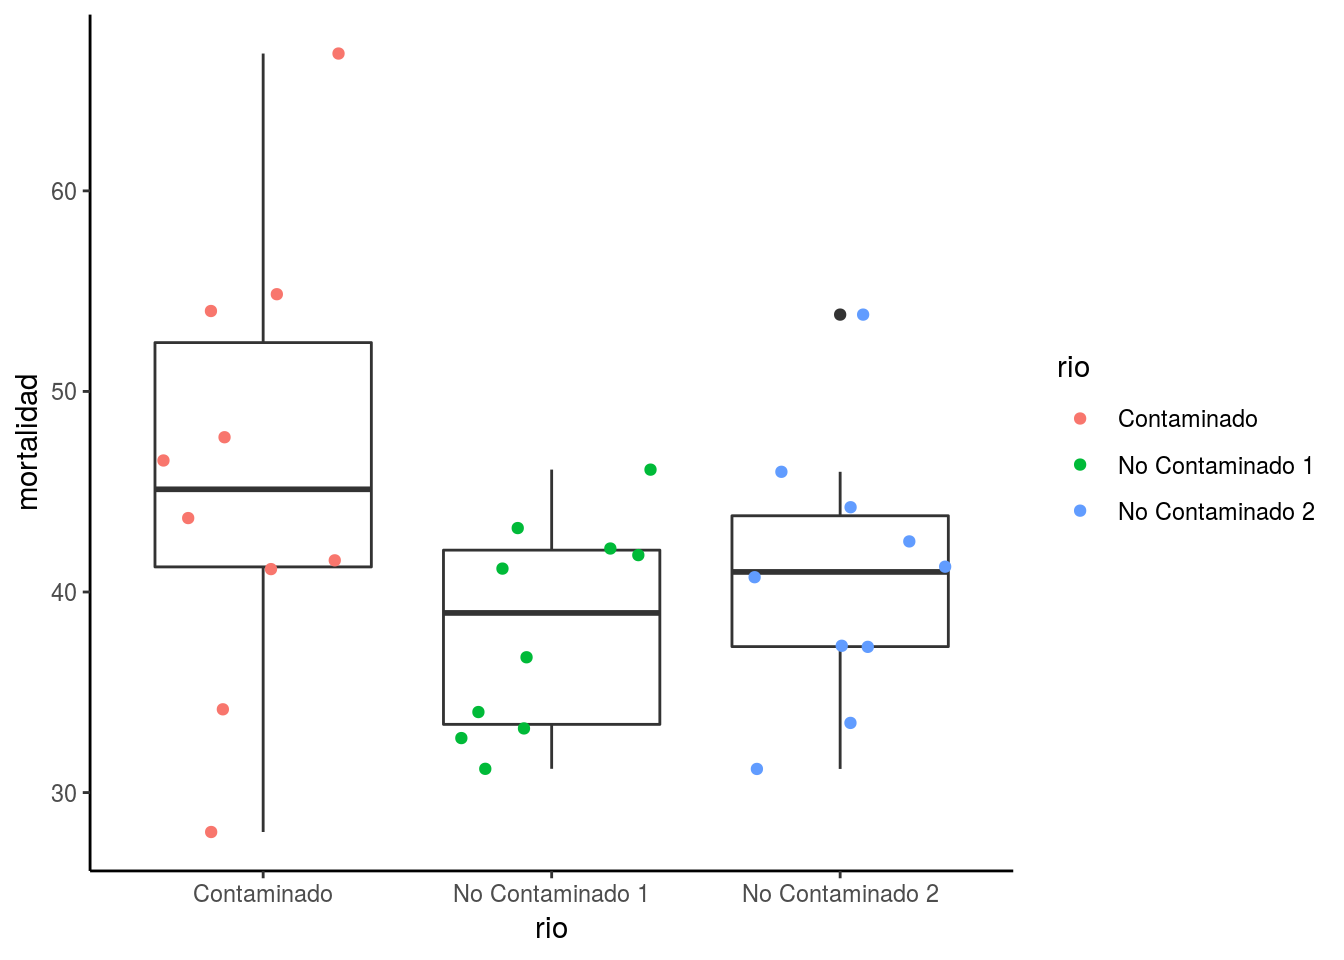 mortalidad
60
50
40
30
Contaminado
No Contaminado 1
No Contaminado 2
rio
rio
Contaminado
No Contaminado 1
No Contaminado 2